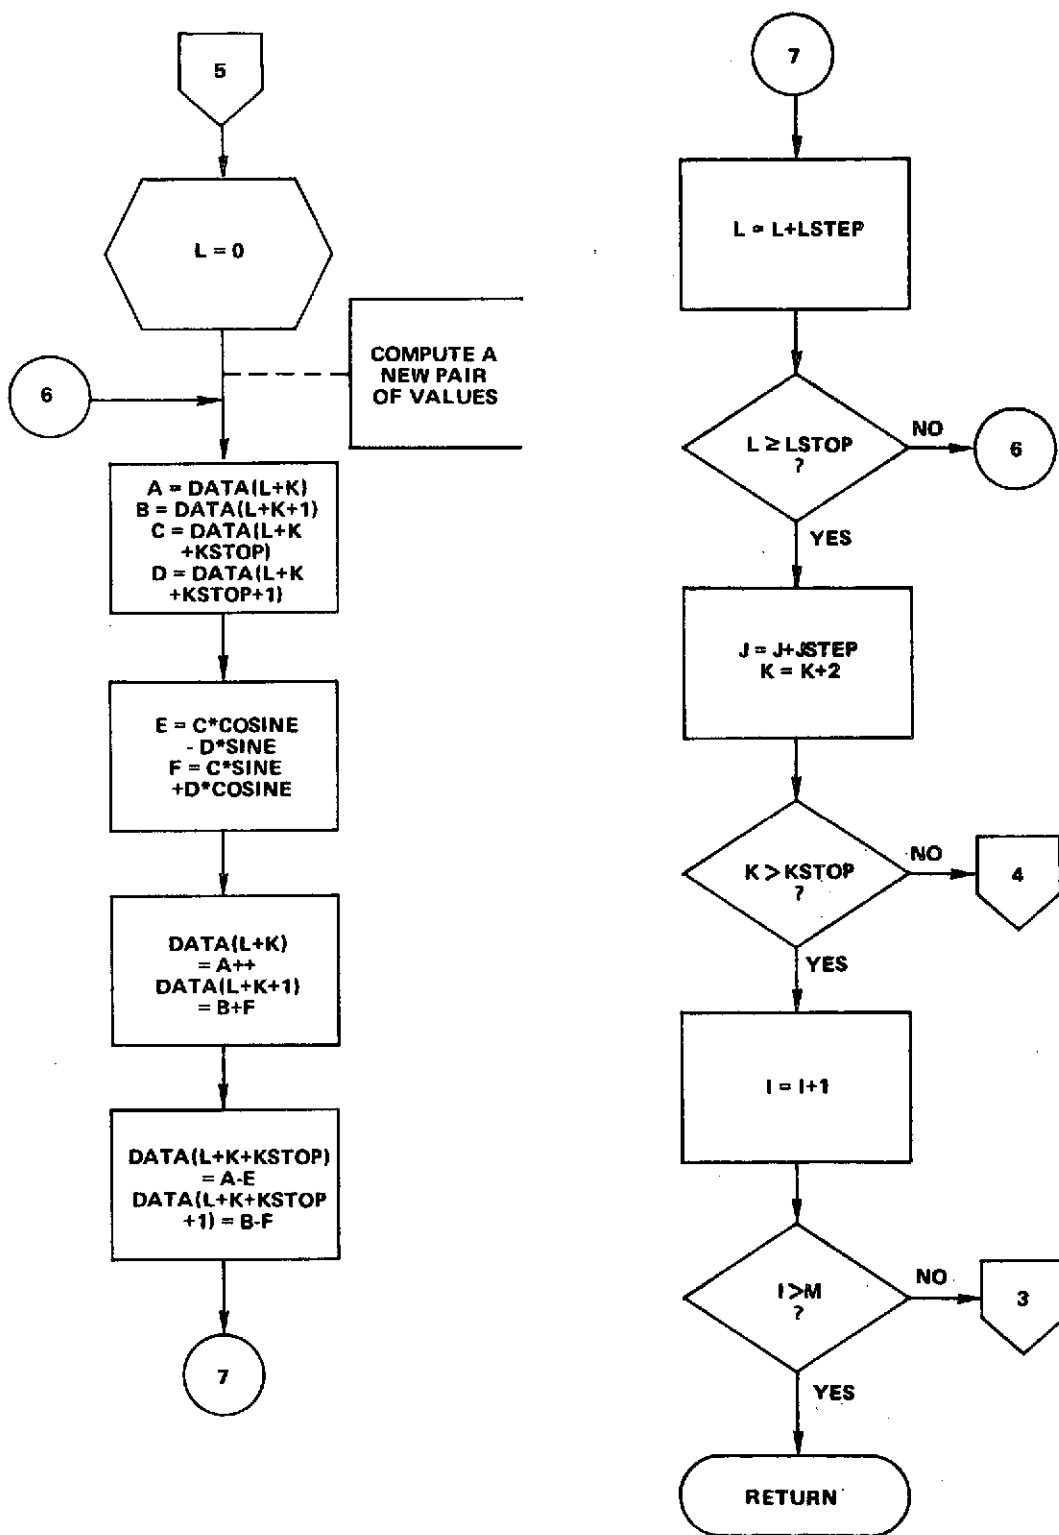 5
L = 0
COMPUTE A
NEW PAIR
OF VALUES
6
A = DATA(L+K)
B = DATA(L+K+1)
C = DATA(L+K
+KSTOP)
D = DATA(L+K
+KSTOP+1)
E = C*COSINE
- D*SINE
F = C*SINE
+D*COSINE
DATA(L+K)
= A++
DATA(L+K+1)
= B+F
DATA(L+K+KSTOP)
= A-E
DATA(L+K+KSTOP
+1) = B-F
7
7
L = L+LSTEP
L ≥ LSTOP
?
NO
6
YES
J = J+JSTEP
K = K+2
K > KSTOP
?
NO
4
YES
I = I+1
I>M
?
NO
3
YES
RETURN